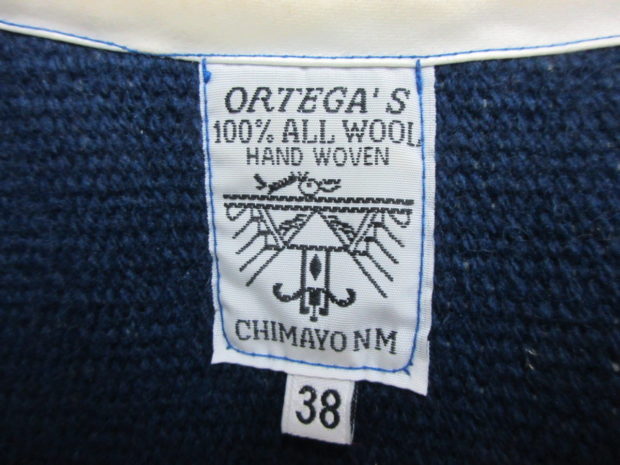 ORTEGA'S
100% ALL WOOL
HAND WOVEN
CHIMAYO NM
38